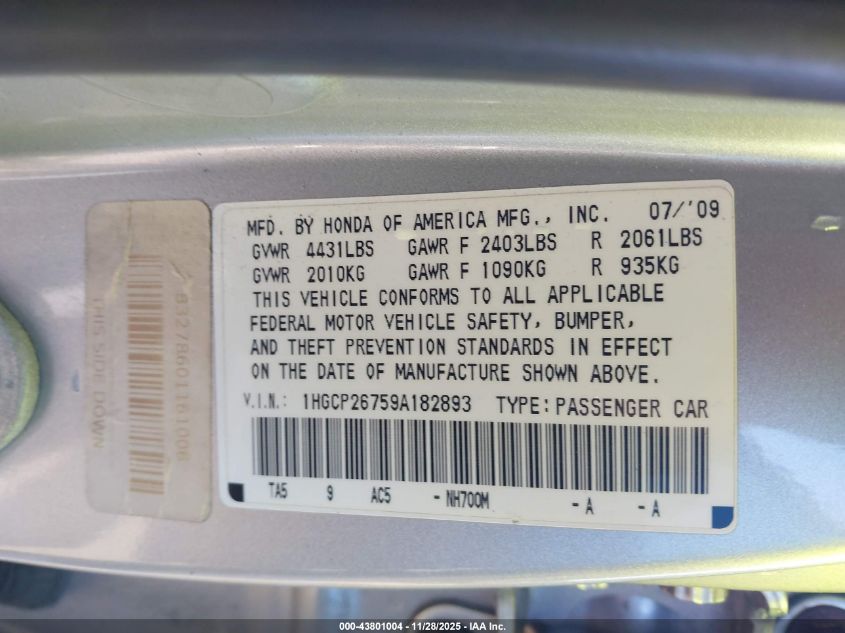 MFD. BY HONDA OF AMERICA MFG., INC. 07/'09
GVWR 4431LBS GAWR F 2403LBS R 2061LBS
GVWR 2010KG GAWR F 1090KG R 935KG
THIS VEHICLE CONFORMS TO ALL APPLICABLE
FEDERAL MOTOR VEHICLE SAFETY, BUMPER,
AND THEFT PREVENTION STANDARDS IN EFFECT
ON THE DATE OF MANUFACTURE SHOWN ABOVE.
V.I.N.: 1HGCP26759A182893 TYPE: PASSENGER CAR
TA5 9 AC5 - NH700M - A - A
THIS SIDE DOWN
000-43801004 | 11/28/2025 - IAA Inc.